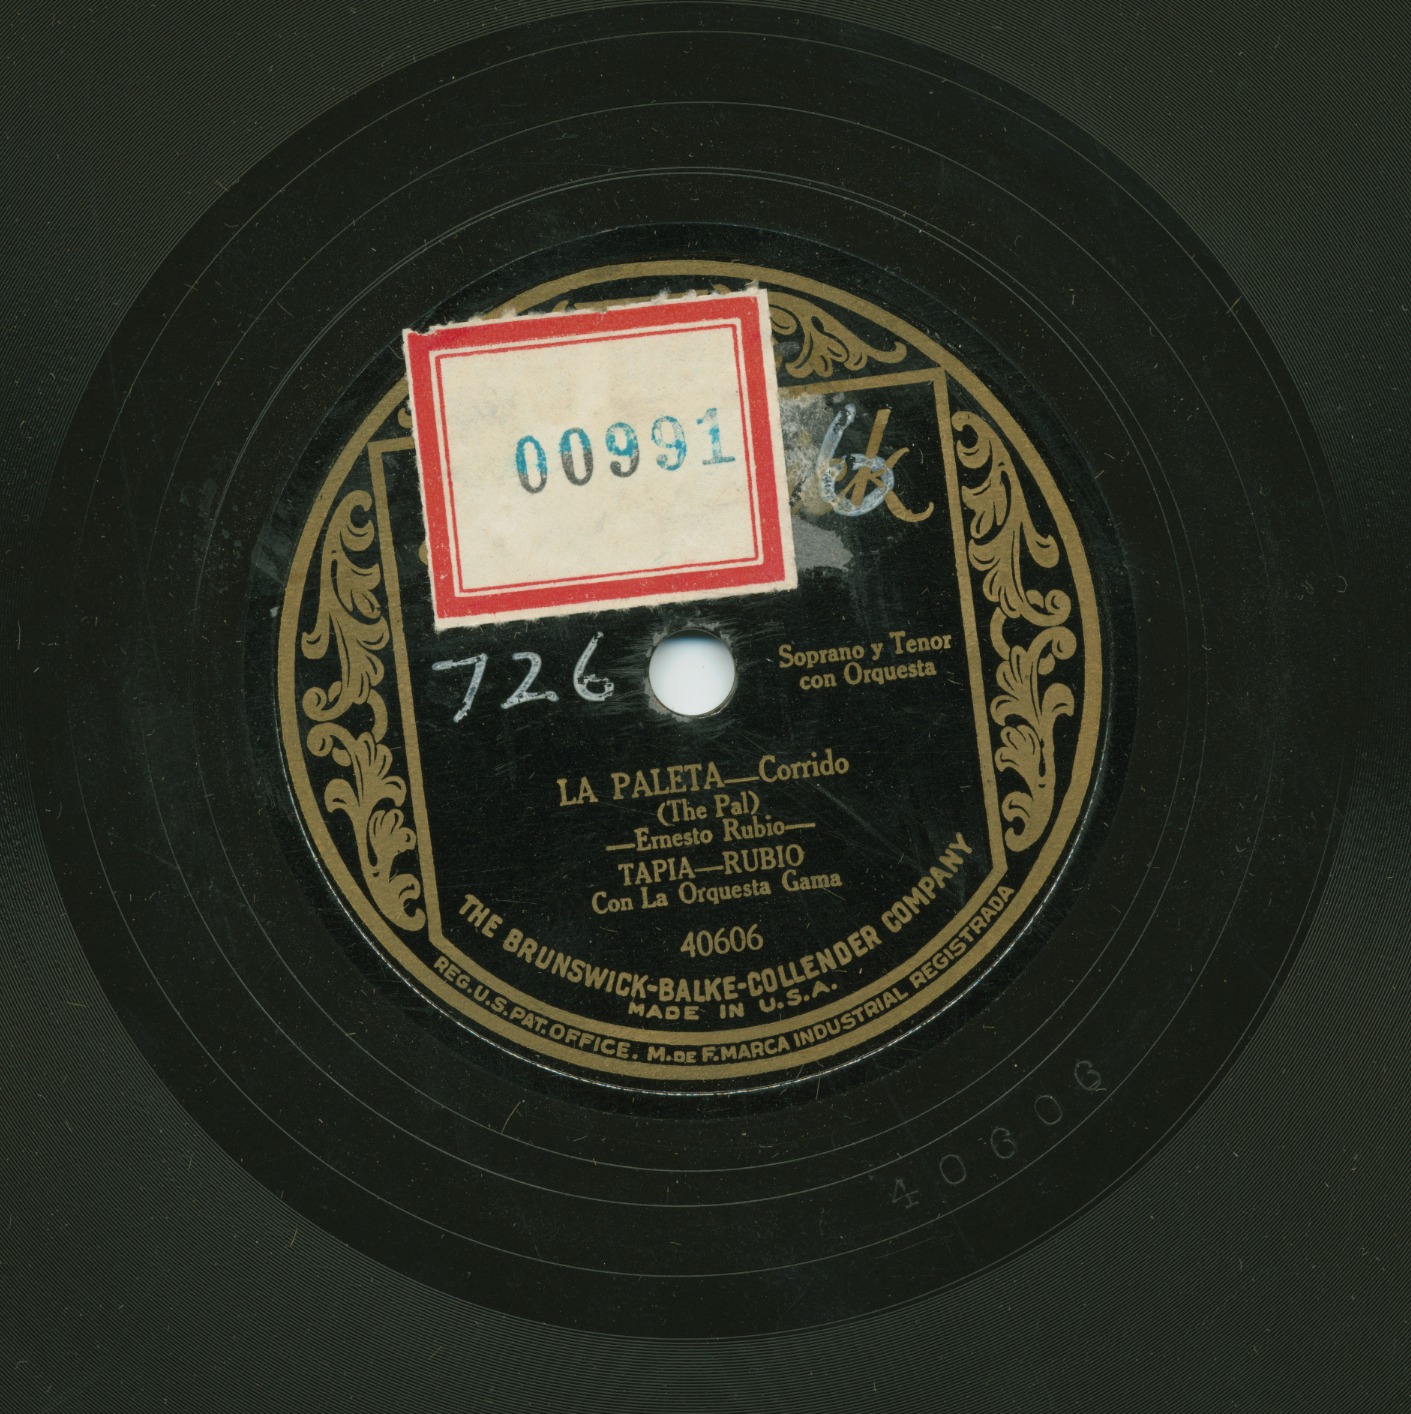 00991
6
k
726
Soprano y Tenor
con Orquesta
LA PALETA—Corrido
(The Pal)
—Ernesto Rubio—
TAPIA—RUBIO
Con La Orquesta Gama
40606
THE BRUNSWICK-BALKE-COLLENDER COMPANY
MADE IN U.S.A.
REG. U.S. PAT. OFFICE. M. DE F. MARCA INDUSTRIAL REGISTRADA
40606